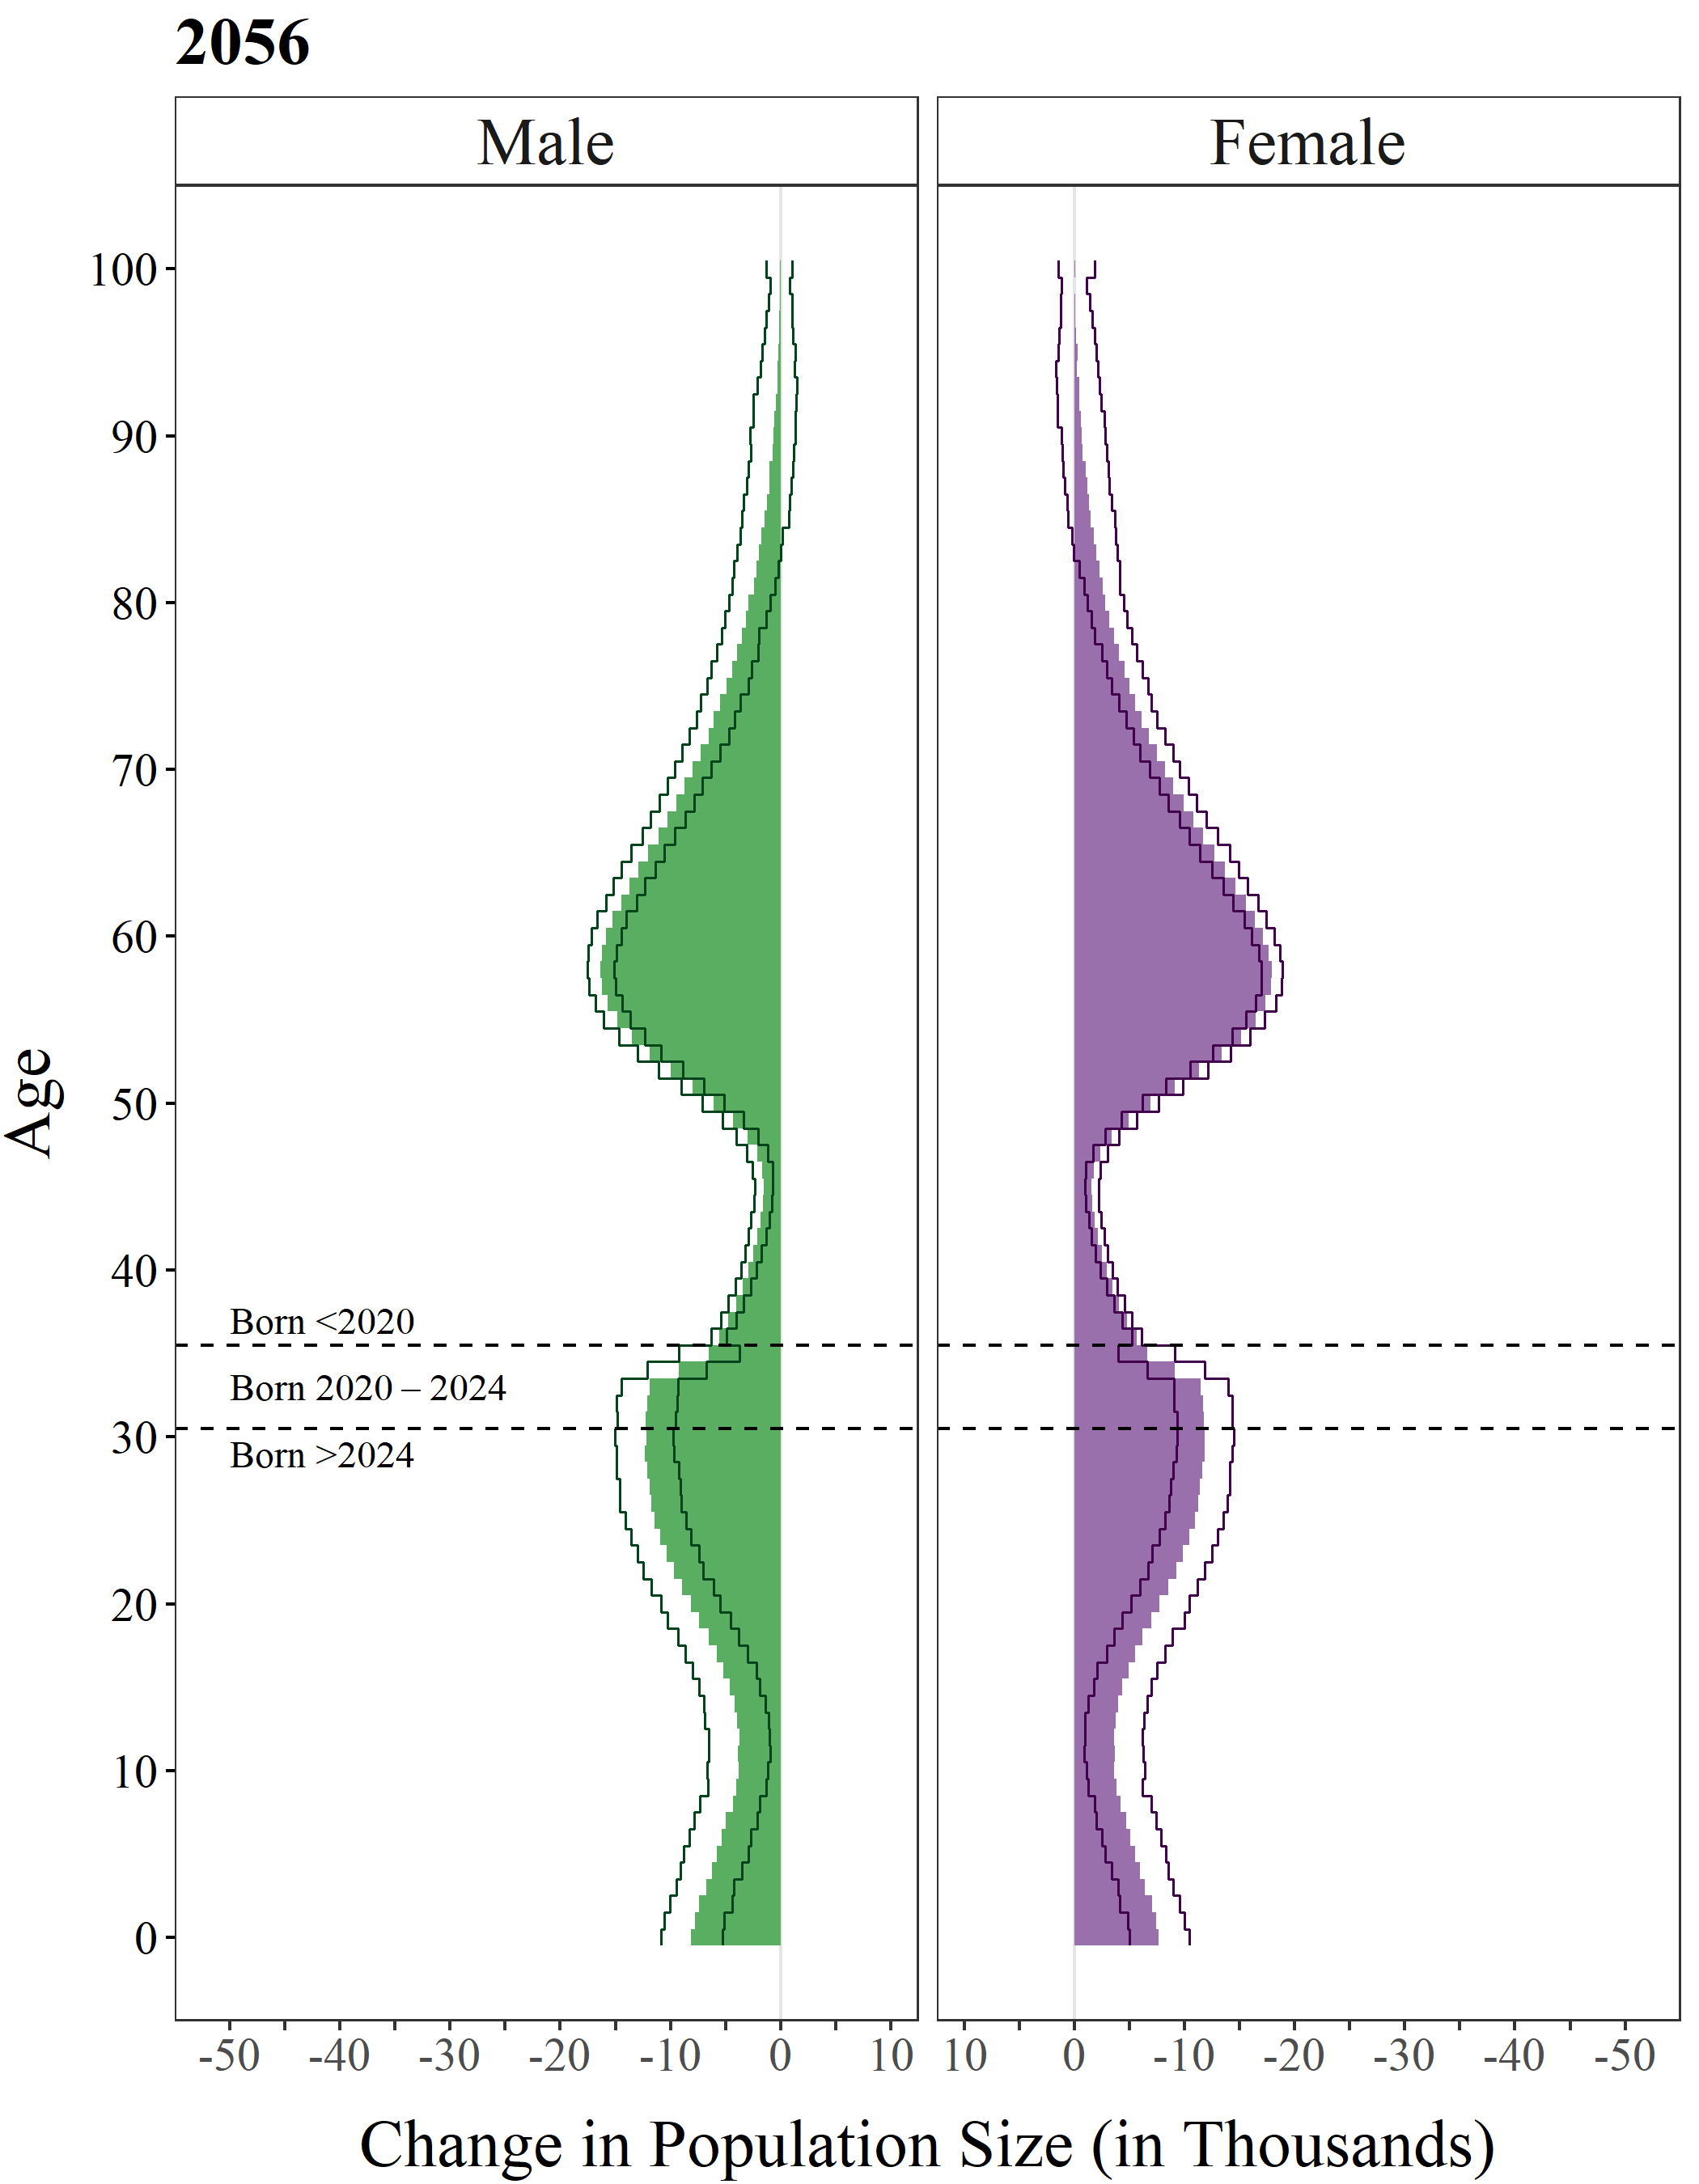 2056
Male
Female
100
90
80
70
60
50
40
30
20
10
0
Age
Born <2020
Born 2020 – 2024
Born >2024
-50 -40 -30 -20 -10 0 10
10 0 -10 -20 -30 -40 -50
Change in Population Size (in Thousands)